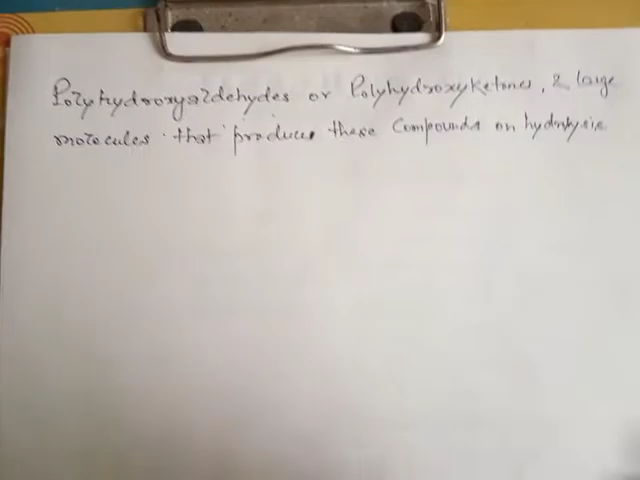 Polyhydroxyaldehydes or Polyhydroxyketones, & large
molecules that produce these Compounds on hydrolysis